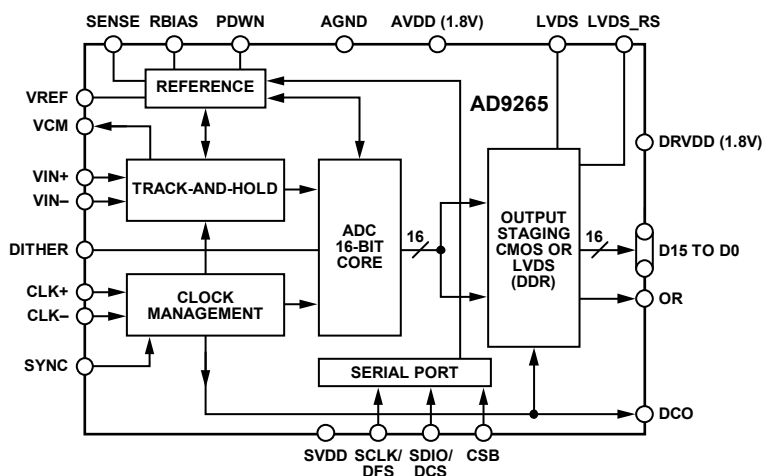 SENSE RBIAS PDWN AGND AVDD (1.8V) LVDS LVDS_RS
VREF
REFERENCE
AD9265
VCM
DRVDD (1.8V)
VIN+
VIN–
TRACK-AND-HOLD
ADC
16-BIT
CORE
16
OUTPUT
STAGING
CMOS OR
LVDS
(DDR)
16
D15 TO D0
DITHER
CLK+
CLK–
CLOCK
MANAGEMENT
OR
SYNC
SERIAL PORT
DCO
SVDD
SCLK/
DFS
SDIO/
DCS
CSB